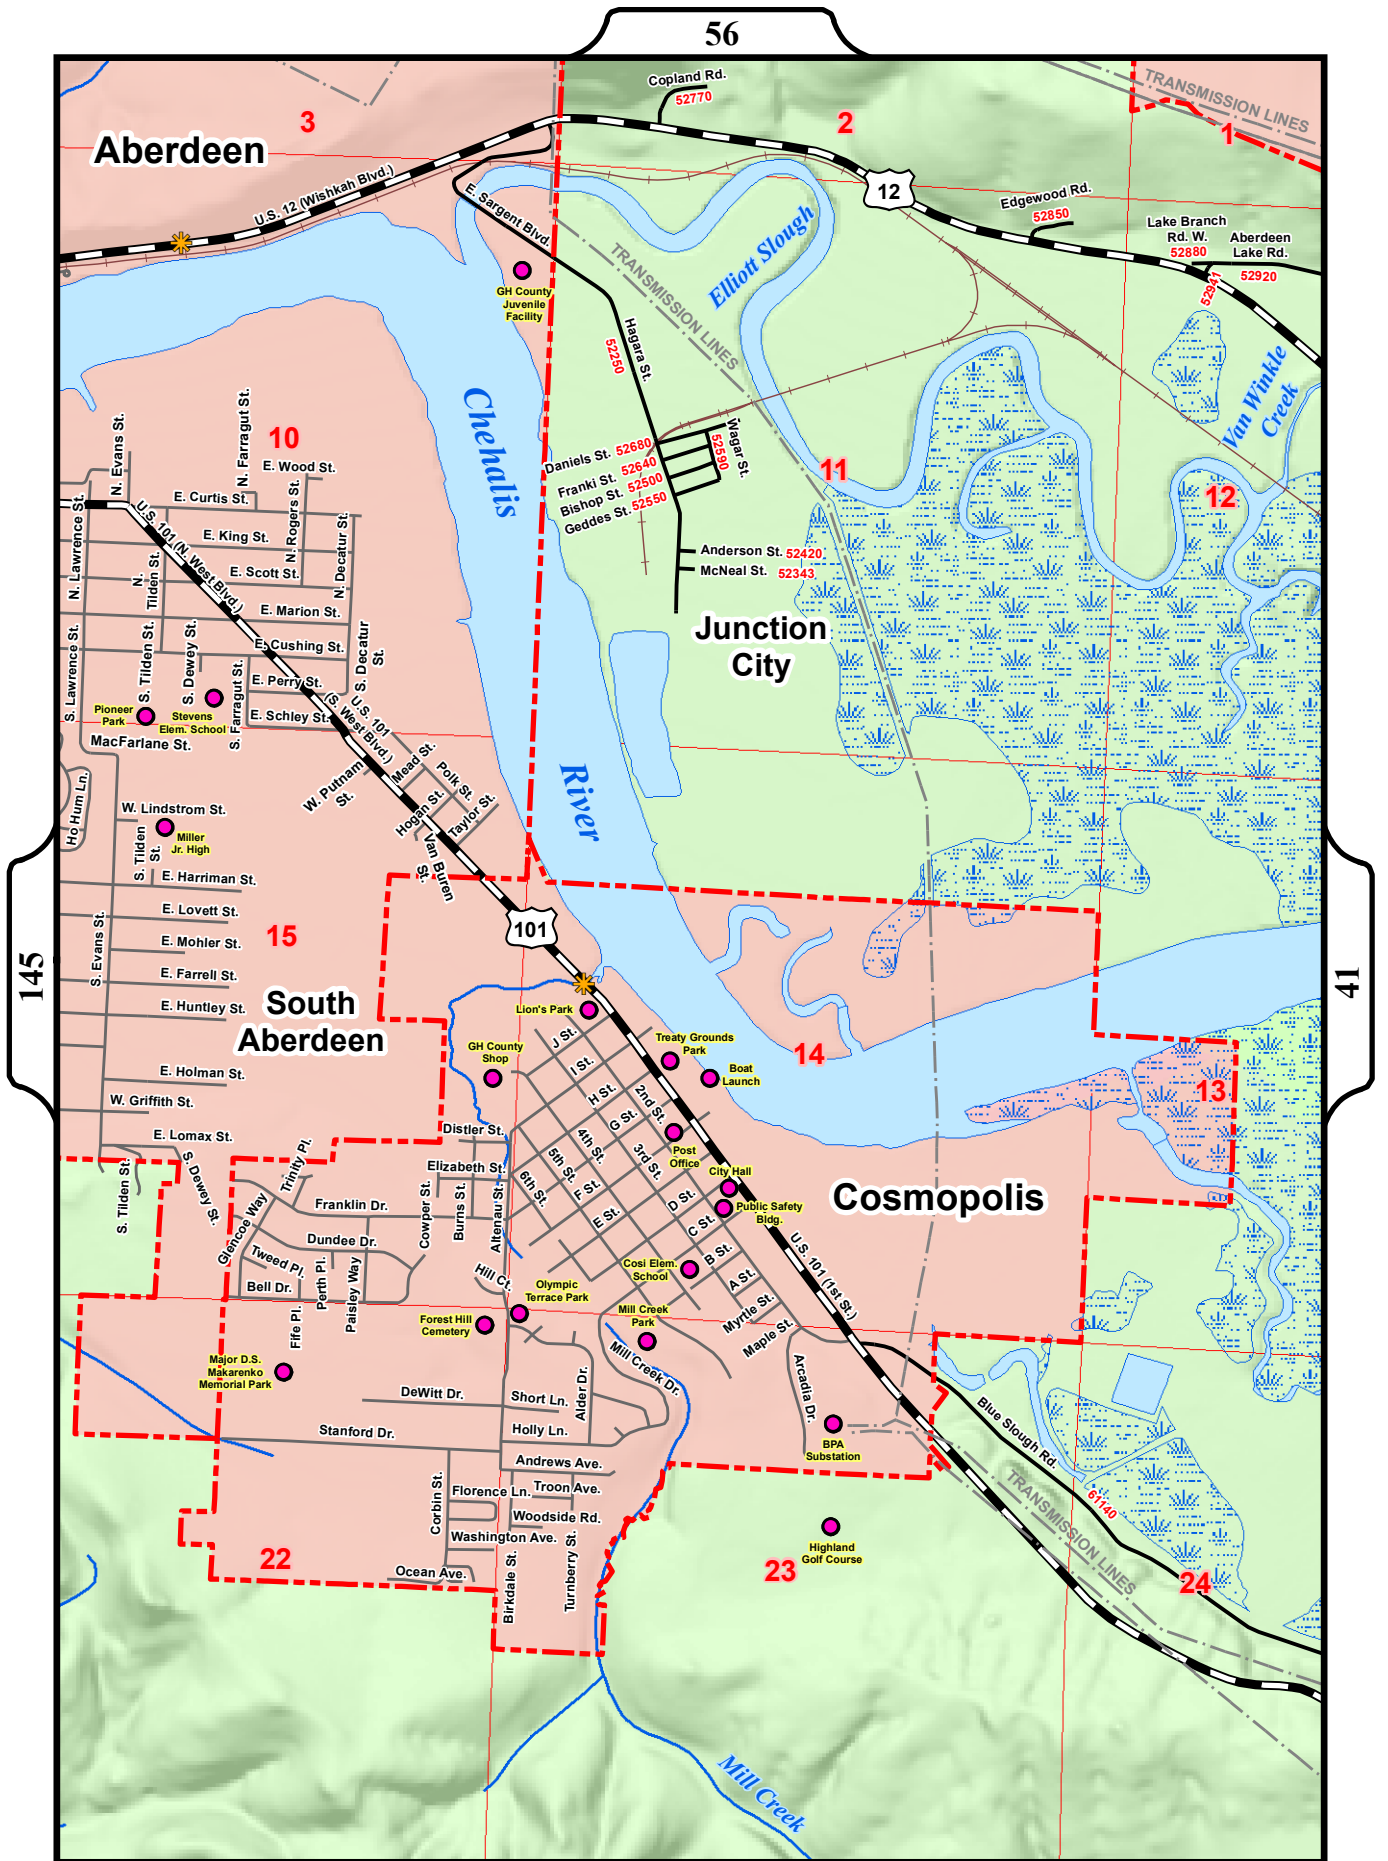 56
Copland Rd.
52770
TRANSMISSION LINES
3
2
1
Aberdeen
U.S. 12 (Wishkah Blvd.)
12
Edgewood Rd.
52850
Lake Branch
Rd. W.
52880
Aberdeen
Lake Rd.
52920
52941
E. Sargent Blvd.
Elliott Slough
TRANSMISSION LINES
GH County
Juvenile
Facility
Hagara St.
52250
Van Winkle
Creek
Chehalis
River
10
N. Evans St.
N. Farragut St.
E. Wood St.
E. Curtis St.
N. Rogers St.
N. Lawrence St.
U.S. 101 (N. West Blvd.)
E. King St.
N. Decatur St.
N.
Tilden St.
E. Scott St.
E. Marion St.
E. Cushing St.
Daniels St. 52680
Franki St. 52640
Bishop St. 52500
Geddes St. 52550
52590
Wagar St.
11
12
Anderson St. 52420
McNeal St. 52343
Junction
City
S. Lawrence St.
S. Tilden St.
S. Dewey St.
S. Farragut St.
S. Decatur
St.
E. Perry St.
E. Schley St.
U.S. 101
(S. West Blvd.)
Pioneer
Park
Stevens
Elem. School
MacFarlane St.
Ho Hum Ln.
W. Putnam
St.
Mead St.
Polk St.
Hogan St.
Taylor St.
Van Buren
St.
W. Lindstrom St.
Miller
Jr. High
S. Tilden
St.
E. Harriman St.
E. Lovett St.
15
E. Mohler St.
S. Evans St.
E. Farrell St.
E. Huntley St.
South
Aberdeen
E. Holman St.
W. Griffith St.
E. Lomax St.
145
41
101
Lion's Park
GH County
Shop
J St.
I St.
H St.
G St.
F St.
E St.
D St.
C St.
B St.
A St.
Myrtle St.
Maple St.
2nd St.
3rd St.
4th St.
5th St.
6th St.
Treaty Grounds
Park
Boat
Launch
14
13
Post
Office
City Hall
Public Safety
Bldg.
Cosmopolis
U.S. 101 (1st St.)
Distler St.
Elizabeth St.
Cowper St.
Burns St.
Altenau St.
S. Tilden St.
S. Dewey St.
Trinity Pl.
Glencoe Way
Franklin Dr.
Dundee Dr.
Tweed Pl.
Bell Dr.
Perth Pl.
Paisley Way
Fife Pl.
Hill Ct.
Olympic
Terrace Park
Cosi Elem.
School
Mill Creek
Park
Forest Hill
Cemetery
Mill Creek Dr.
Major D.S.
Makarenko
Memorial Park
DeWitt Dr.
Stanford Dr.
Short Ln.
Alder Dr.
Holly Ln.
Andrews Ave.
Arcadia Dr.
BPA
Substation
Blue Slough Rd.
61140
TRANSMISSION LINES
Corbin St.
Florence Ln.
Troon Ave.
Woodside Rd.
Washington Ave.
Ocean Ave.
Birkdale St.
Turnberry St.
Highland
Golf Course
22
23
24
Mill Creek